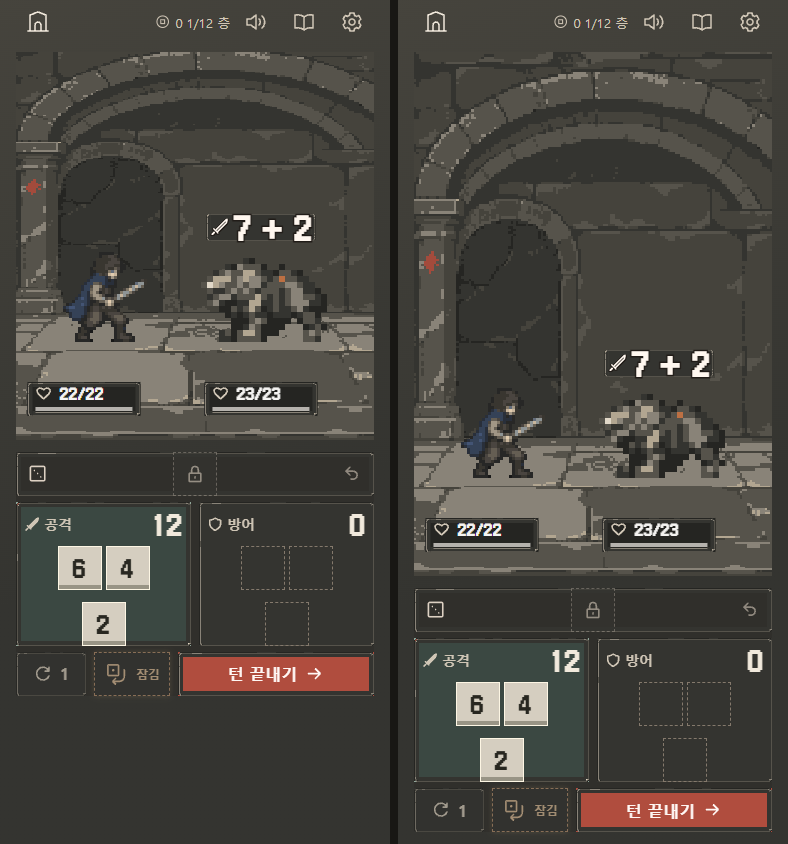 0 1/12 층
7 + 2
22/22
23/23
공격 12
방어 0
6 4
2
1
잠김
턴 끝내기 →
0 1/12 층
7 + 2
22/22
23/23
공격 12
방어 0
6 4
2
1
잠김
턴 끝내기 →